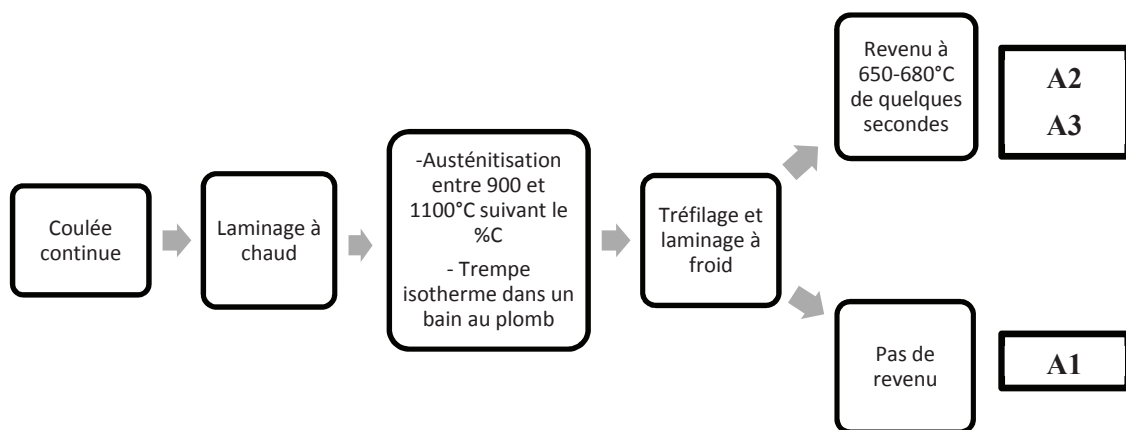 Coulée
continue
Laminage à
chaud
-Austénitisation
entre 900 et
1100°C suivant le
%C
- Trempe
isotherme dans un
bain au plomb
Tréfilage et
laminage à
froid
Revenu à
650-680°C
de quelques
secondes
A2
A3
Pas de
revenu
A1